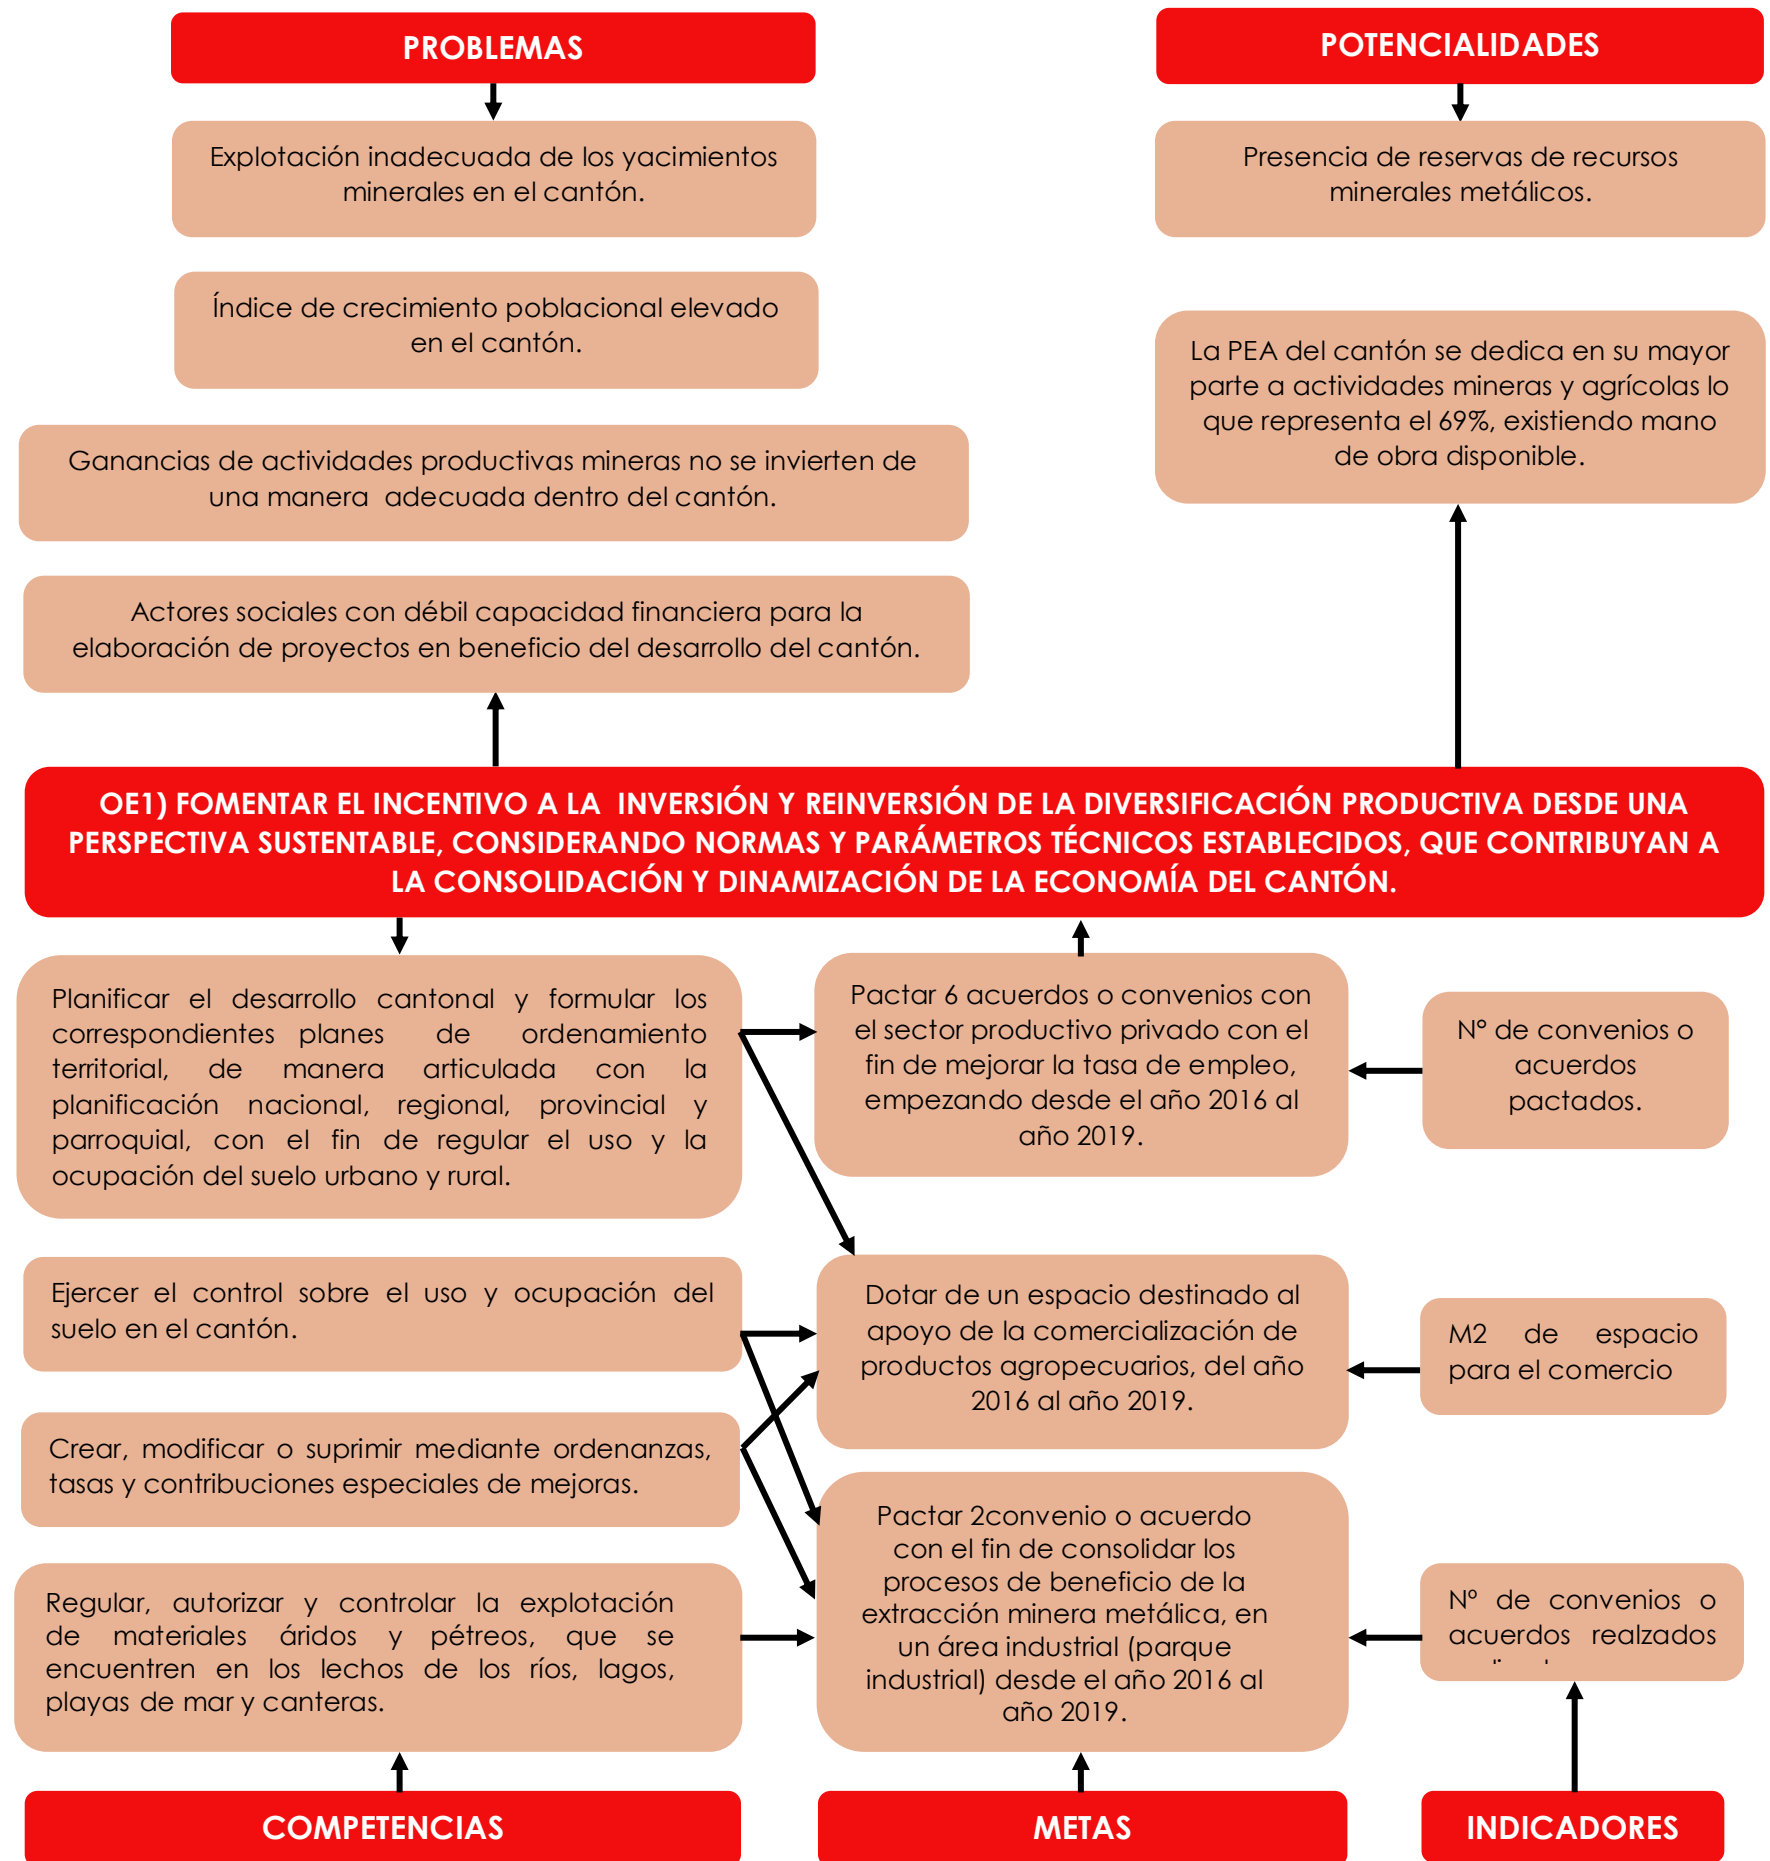 PROBLEMAS
Explotación inadecuada de los yacimientos
minerales en el cantón.
Índice de crecimiento poblacional elevado
en el cantón.
Ganancias de actividades productivas mineras no se invierten de
una manera adecuada dentro del cantón.
Actores sociales con débil capacidad financiera para la
elaboración de proyectos en beneficio del desarrollo del cantón.
POTENCIALIDADES
Presencia de reservas de recursos
minerales metálicos.
La PEA del cantón se dedica en su mayor
parte a actividades mineras y agrícolas lo
que representa el 69%, existiendo mano
de obra disponible.
OE1) FOMENTAR EL INCENTIVO A LA INVERSIÓN Y REINVERSIÓN DE LA DIVERSIFICACIÓN PRODUCTIVA DESDE UNA
PERSPECTIVA SUSTENTABLE, CONSIDERANDO NORMAS Y PARÁMETROS TÉCNICOS ESTABLECIDOS, QUE CONTRIBUYAN A
LA CONSOLIDACIÓN Y DINAMIZACIÓN DE LA ECONOMÍA DEL CANTÓN.
Planificar el desarrollo cantonal y formular los
correspondientes planes de ordenamiento
territorial, de manera articulada con la
planificación nacional, regional, provincial y
parroquial, con el fin de regular el uso y la
ocupación del suelo urbano y rural.
Ejercer el control sobre el uso y ocupación del
suelo en el cantón.
Crear, modificar o suprimir mediante ordenanzas,
tasas y contribuciones especiales de mejoras.
Regular, autorizar y controlar la explotación
de materiales áridos y pétreos, que se
encuentren en los lechos de los ríos, lagos,
playas de mar y canteras.
COMPETENCIAS
Pactar 6 acuerdos o convenios con
el sector productivo privado con el
fin de mejorar la tasa de empleo,
empezando desde el año 2016 al
año 2019.
Dotar de un espacio destinado al
apoyo de la comercialización de
productos agropecuarios, del año
2016 al año 2019.
Pactar 2convenio o acuerdo
con el fin de consolidar los
procesos de beneficio de la
extracción minera metálica, en
un área industrial (parque
industrial) desde el año 2016 al
año 2019.
METAS
N° de convenios o
acuerdos
pactados.
M2 de espacio
para el comercio
Nº de convenios o
acuerdos realzados
INDICADORES